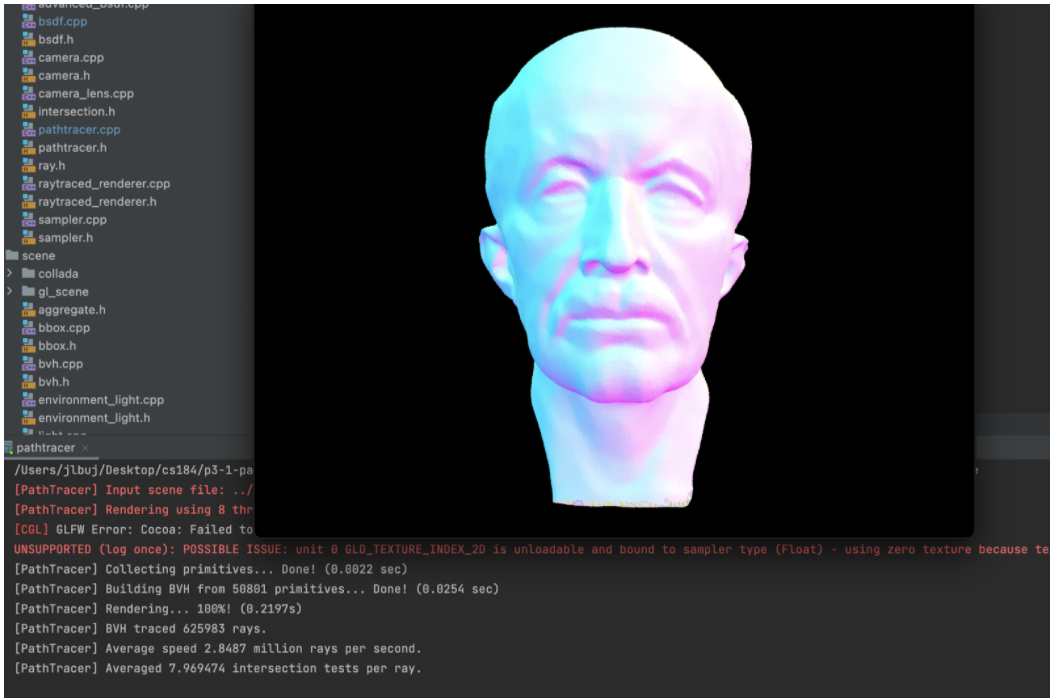 advanced_bsdf.cpp
bsdf.cpp
bsdf.h
camera.cpp
camera.h
camera_lens.cpp
intersection.h
pathtracer.cpp
pathtracer.h
ray.h
raytraced_renderer.cpp
raytraced_renderer.h
sampler.cpp
sampler.h
scene
collada
gl_scene
aggregate.h
bbox.cpp
bbox.h
bvh.cpp
bvh.h
environment_light.cpp
environment_light.h
light.cpp
pathtracer
/Users/jlbuj/Desktop/cs184/p3-1-pa
[PathTracer] Input scene file: ../
[PathTracer] Rendering using 8 thr
[CGL] GLFW Error: Cocoa: Failed to
UNSUPPORTED (log once): POSSIBLE ISSUE: unit 0 GLD_TEXTURE_INDEX_2D is unloadable and bound to sampler type (Float) - using zero texture because te
[PathTracer] Collecting primitives... Done! (0.0022 sec)
[PathTracer] Building BVH from 50801 primitives... Done! (0.0254 sec)
[PathTracer] Rendering... 100%! (0.2197s)
[PathTracer] BVH traced 625983 rays.
[PathTracer] Average speed 2.8487 million rays per second.
[PathTracer] Averaged 7.969474 intersection tests per ray.